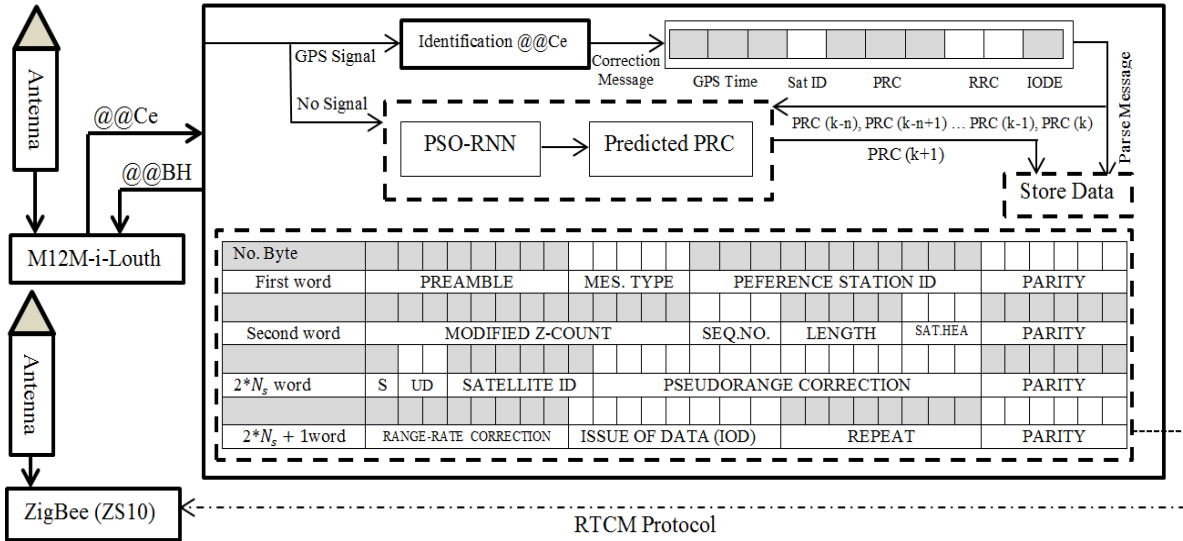 Antenna
@@Ce
@@BH
M12M-i-Louth
Antenna
ZigBee (ZS10)
GPS Signal
No Signal
Identification @@Ce
Correction
Message
GPS Time Sat ID PRC RRC IODE
PSO-RNN
Predicted PRC
PRC (k-n), PRC (k-n+1) … PRC (k-1), PRC (k)
PRC (k+1)
Parse Message
Store Data
No. Byte
First word PREAMBLE MES. TYPE PEFERENCE STATION ID PARITY
Second word MODIFIED Z-COUNT SEQ.NO. LENGTH SAT.HEA PARITY
2*N_s word S UD SATELLITE ID PSEUDORANGE CORRECTION PARITY
2*N_s + 1word RANGE-RATE CORRECTION ISSUE OF DATA (IOD) REPEAT PARITY
RTCM Protocol